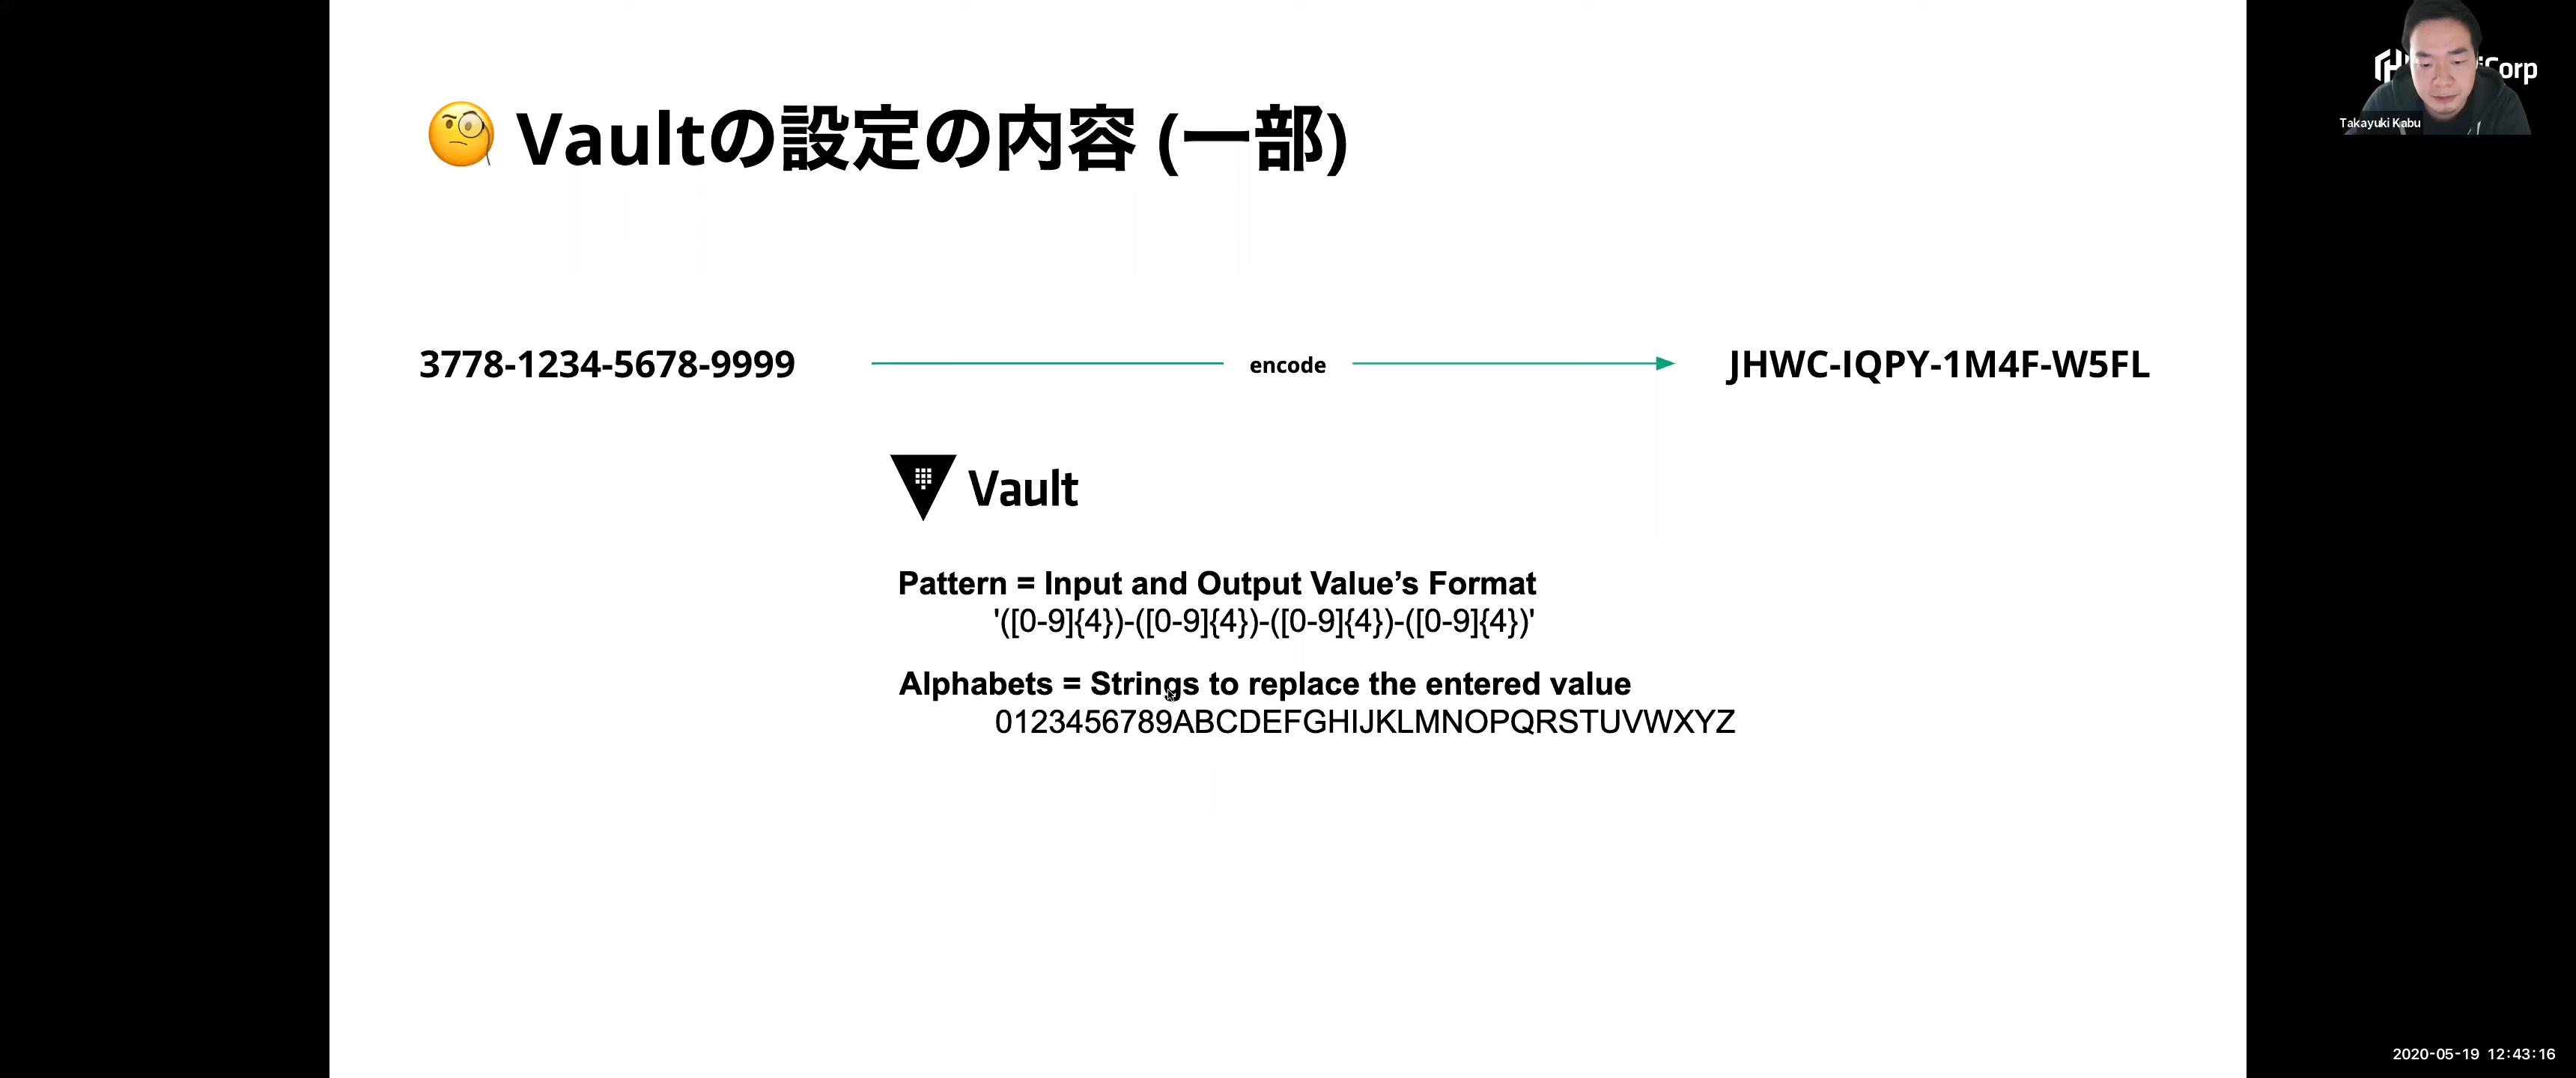 Vaultの設定の内容 (一部)
Takayuki Kabu
3778-1234-5678-9999
encode
JHWC-IQPY-1M4F-W5FL
Vault
Pattern = Input and Output Value’s Format
'([0-9]{4})-([0-9]{4})-([0-9]{4})-([0-9]{4})'
Alphabets = Strings to replace the entered value
0123456789ABCDEFGHIJKLMNOPQRSTUVWXYZ
2020-05-19 12:43:16